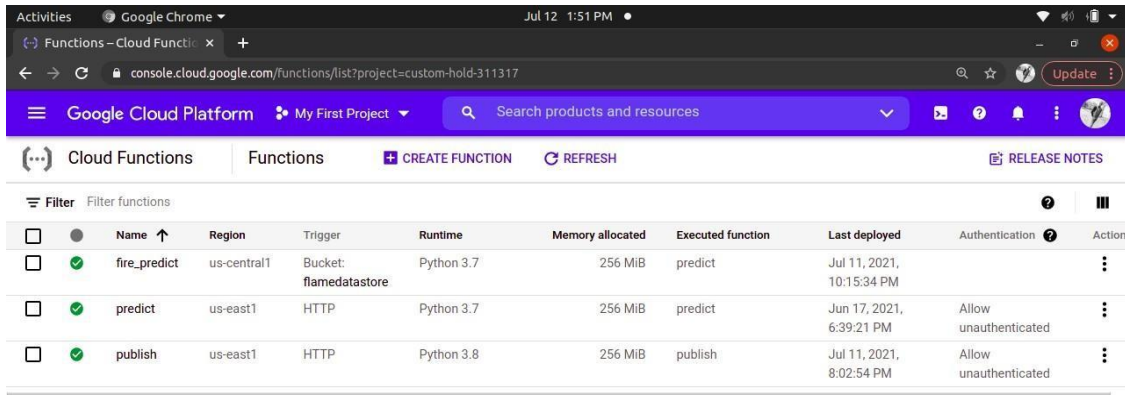 Activities Google Chrome Jul 12 1:51 PM
Functions – Cloud Functio
console.cloud.google.com/functions/list?project=custom-hold-311317 Update
Google Cloud Platform My First Project Search products and resources
Cloud Functions Functions CREATE FUNCTION REFRESH RELEASE NOTES
Filter Filter functions
Name Region Trigger Runtime Memory allocated Executed function Last deployed Authentication Action
fire_predict us-central1 Bucket: Python 3.7 256 MiB predict Jul 11, 2021,
flamedatastore 10:15:34 PM
predict us-east1 HTTP Python 3.7 256 MiB predict Jun 17, 2021, Allow
6:39:21 PM unauthenticated
publish us-east1 HTTP Python 3.8 256 MiB publish Jul 11, 2021, Allow
8:02:54 PM unauthenticated